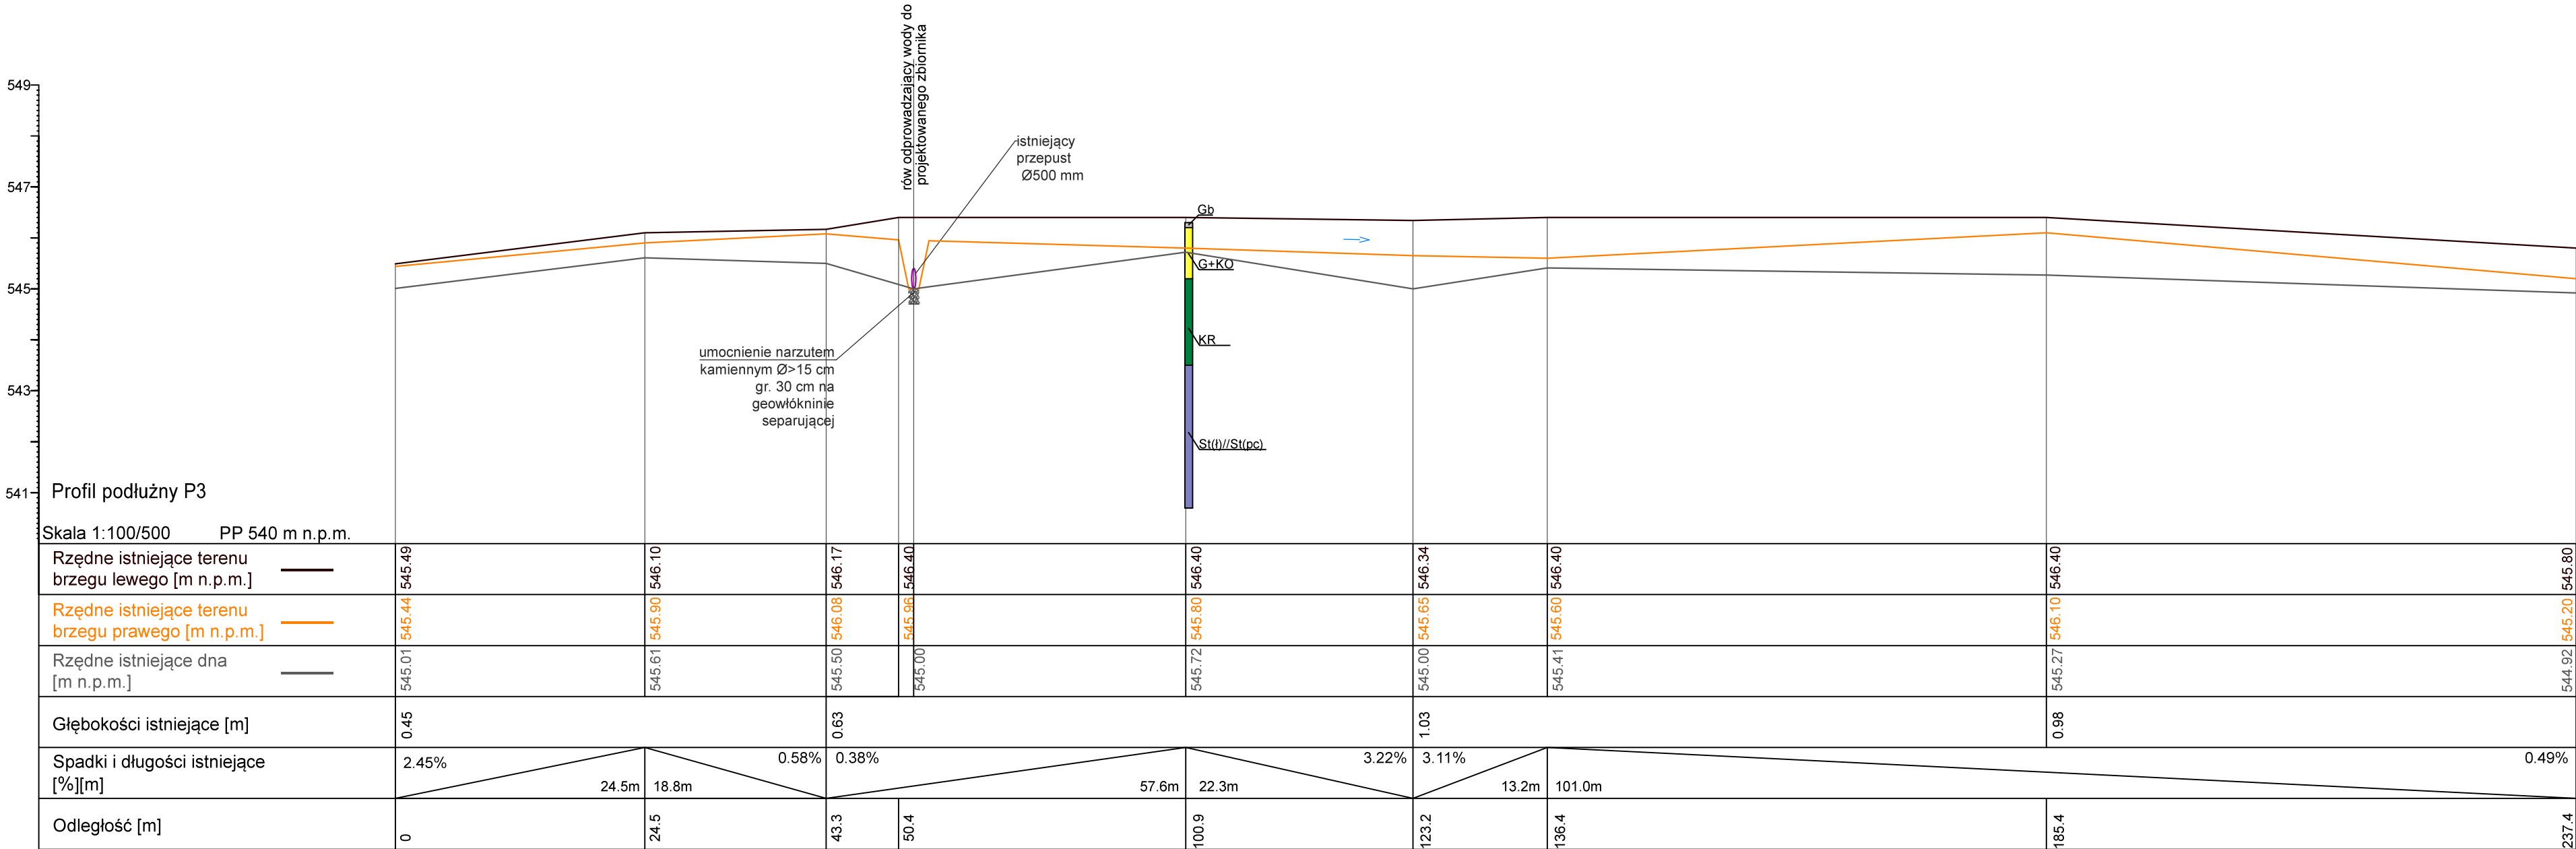 rów odprowadzający wody do
projektowanego zbiornika
549
547
545
543
541
istniejący
przepust
Ø500 mm
Gb
G+KO
KR
St(ł)//St(pc)
umocnienie narzutem
kamiennym Ø>15 cm
gr. 30 cm na
geowłókninie
separującej
Profil podłużny P3
Skala 1:100/500 PP 540 m n.p.m.
Rzędne istniejące terenu
brzegu lewego [m n.p.m.]
545.49 546.10 546.17 546.40 546.40 546.34 546.40 546.40 545.80
Rzędne istniejące terenu
brzegu prawego [m n.p.m.]
545.44 545.90 546.08 545.96 545.80 545.65 545.60 546.10 545.20
Rzędne istniejące dna
[m n.p.m.]
545.01 545.61 545.50 545.00 545.72 545.00 545.41 545.27 544.92
Głębokości istniejące [m]
0.45 0.63 1.03 0.98
Spadki i długości istniejące
[%][m]
2.45% 0.58% 0.38% 3.22% 3.11% 0.49%
24.5m 18.8m 57.6m 22.3m 13.2m 101.0m
Odległość [m]
0 24.5 43.3 50.4 100.9 123.2 136.4 185.4 237.4